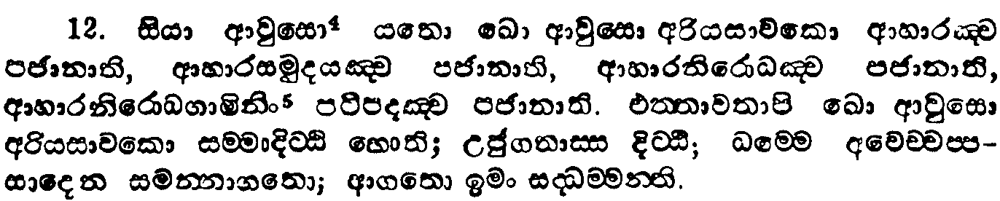 12. සියා ආවුසො⁴ යතො ඛො ආවුසො අරියසාවකො ආහාරඤ්ච
පජානාති, ආහාරසමුදයඤ්ච පජානාති, ආහාරනිරොධඤ්ච පජානාති,
ආහාරනිරොධගාමිනිං⁵ පටිපදඤ්ච පජානාති. එත්තාවතාපි ඛො ආවුසො
අරියසාවකො සම්මාදිට්ඨි හොති; උජුගතාස්ස දිට්ඨි; ධම්මෙ අවෙච්චප්ප-
සාදෙන සමන්නාගතො; ආගතො ඉමං සද්ධම්මන්ති.